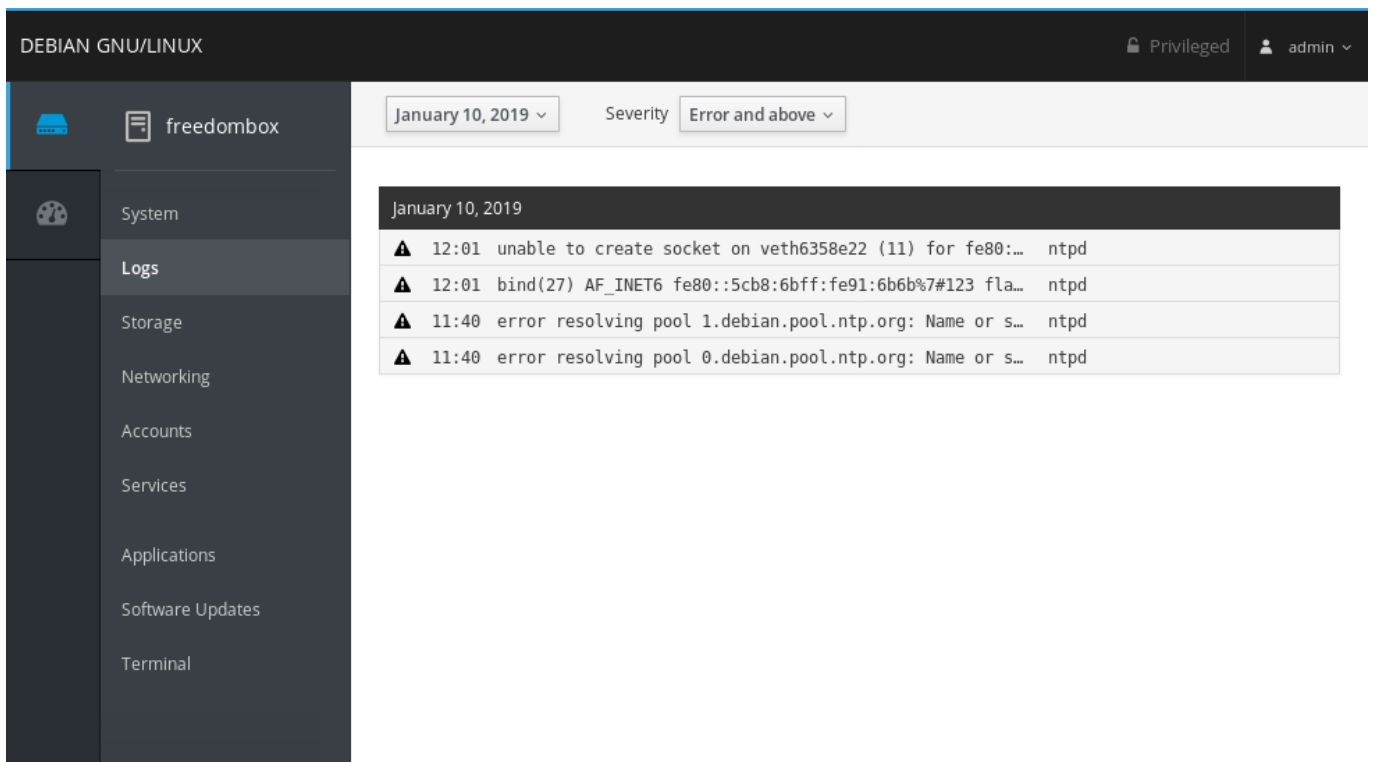 DEBIAN GNU/LINUX
Privileged
admin
freedombox
January 10, 2019
Severity
Error and above
System
Logs
Storage
Networking
Accounts
Services
Applications
Software Updates
Terminal
January 10, 2019
12:01 unable to create socket on veth6358e22 (11) for fe80:… ntpd
12:01 bind(27) AF_INET6 fe80::5cb8:6bff:fe91:6b6b%7#123 fla… ntpd
11:40 error resolving pool 1.debian.pool.ntp.org: Name or s… ntpd
11:40 error resolving pool 0.debian.pool.ntp.org: Name or s… ntpd